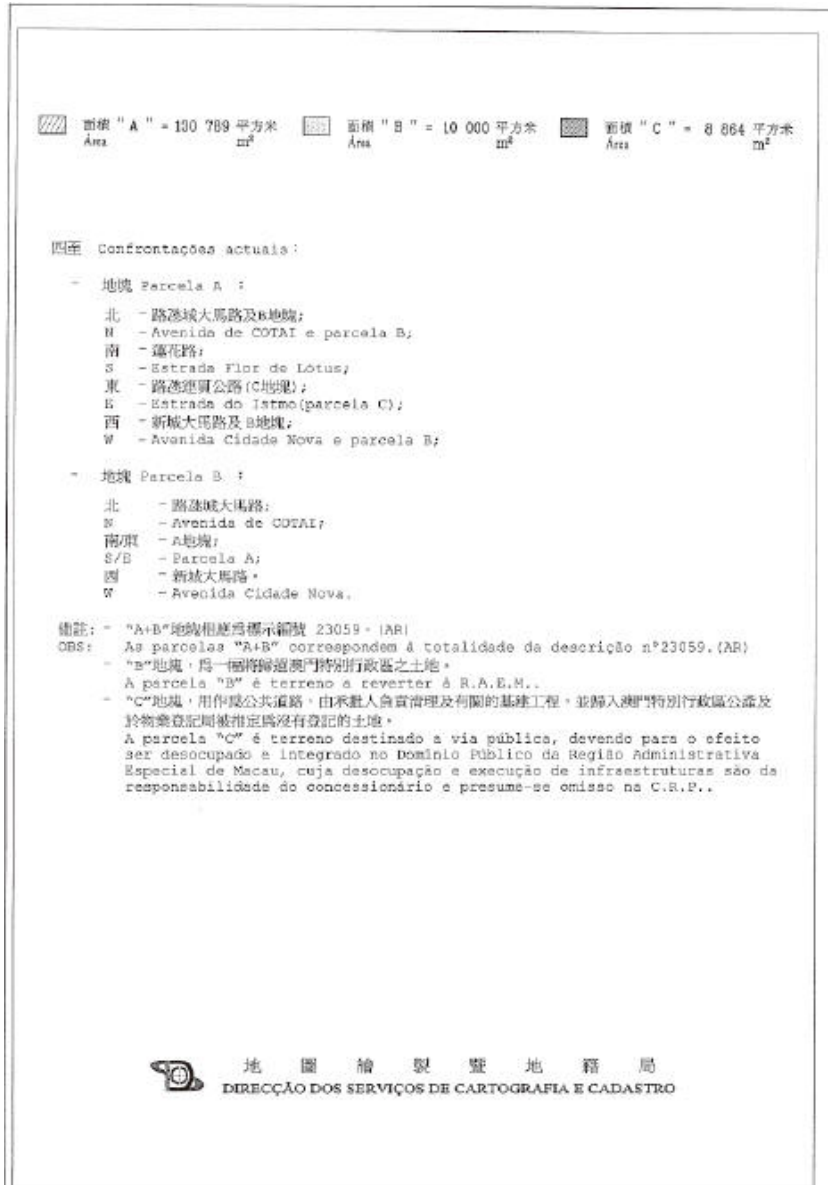 面積 " A " = 130 789 平方米 面積 " B " = 10 000 平方米 面積 " C " = 8 864 平方米
Área m² Área m² Área m²
四至 Confrontações actuais :
- 地塊 Parcela A :
北 - 路氹城大馬路及B地塊;
N - Avenida de COTAI e parcela B;
南 - 蓮花路;
S - Estrada Flor de Lótus;
東 - 路氹連貫公路(C地塊);
E - Estrada do Istmo(parcela C);
西 - 新城大馬路及 B地塊;
W - Avenida Cidade Nova e parcela B;
- 地塊 Parcela B :
北 - 路氹城大馬路;
N - Avenida de COTAI;
南/東 - A地塊;
S/E - Parcela A;
西 - 新城大馬路。
W - Avenida Cidade Nova.
備註: - "A+B"地塊相應爲標示編號 23059。(AR)
OBS: As parcelas "A+B" correspondem à totalidade da descrição nº23059.(AR)
- "B"地塊,爲一幅將歸還澳門特別行政區之土地。
A parcela "B" é terreno a reverter à R.A.E.M..
- "C"地塊,用作爲公共道路,由承批人負責清理及有關的基建工程,並歸入澳門特別行政區公產及
於物業登記局被推定爲沒有登記的土地。
A parcela "C" é terreno destinado a via pública, devendo para o efeito
ser desocupado e integrado no Domínio Público da Região Administrativa
Especial de Macau, cuja desocupação e execução de infraestruturas são da
responsabilidade do concessionário e presume-se omisso na C.R.P..
地 圖 繪 製 暨 地 籍 局
DIRECÇÃO DOS SERVIÇOS DE CARTOGRAFIA E CADASTRO